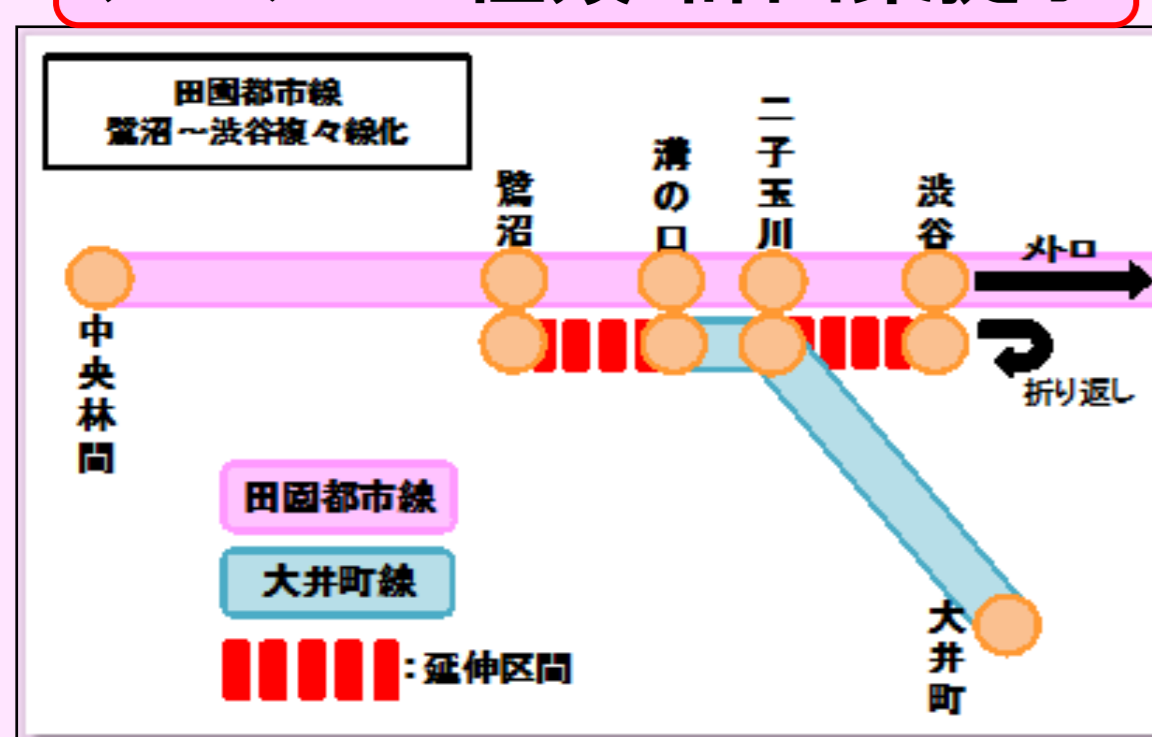 田園都市線
鷺沼～渋谷複々線化
鷺沼
溝の口
二子玉川
渋谷
メトロ
中央林間
折り返し
田園都市線
大井町線
:延伸区間
大井町